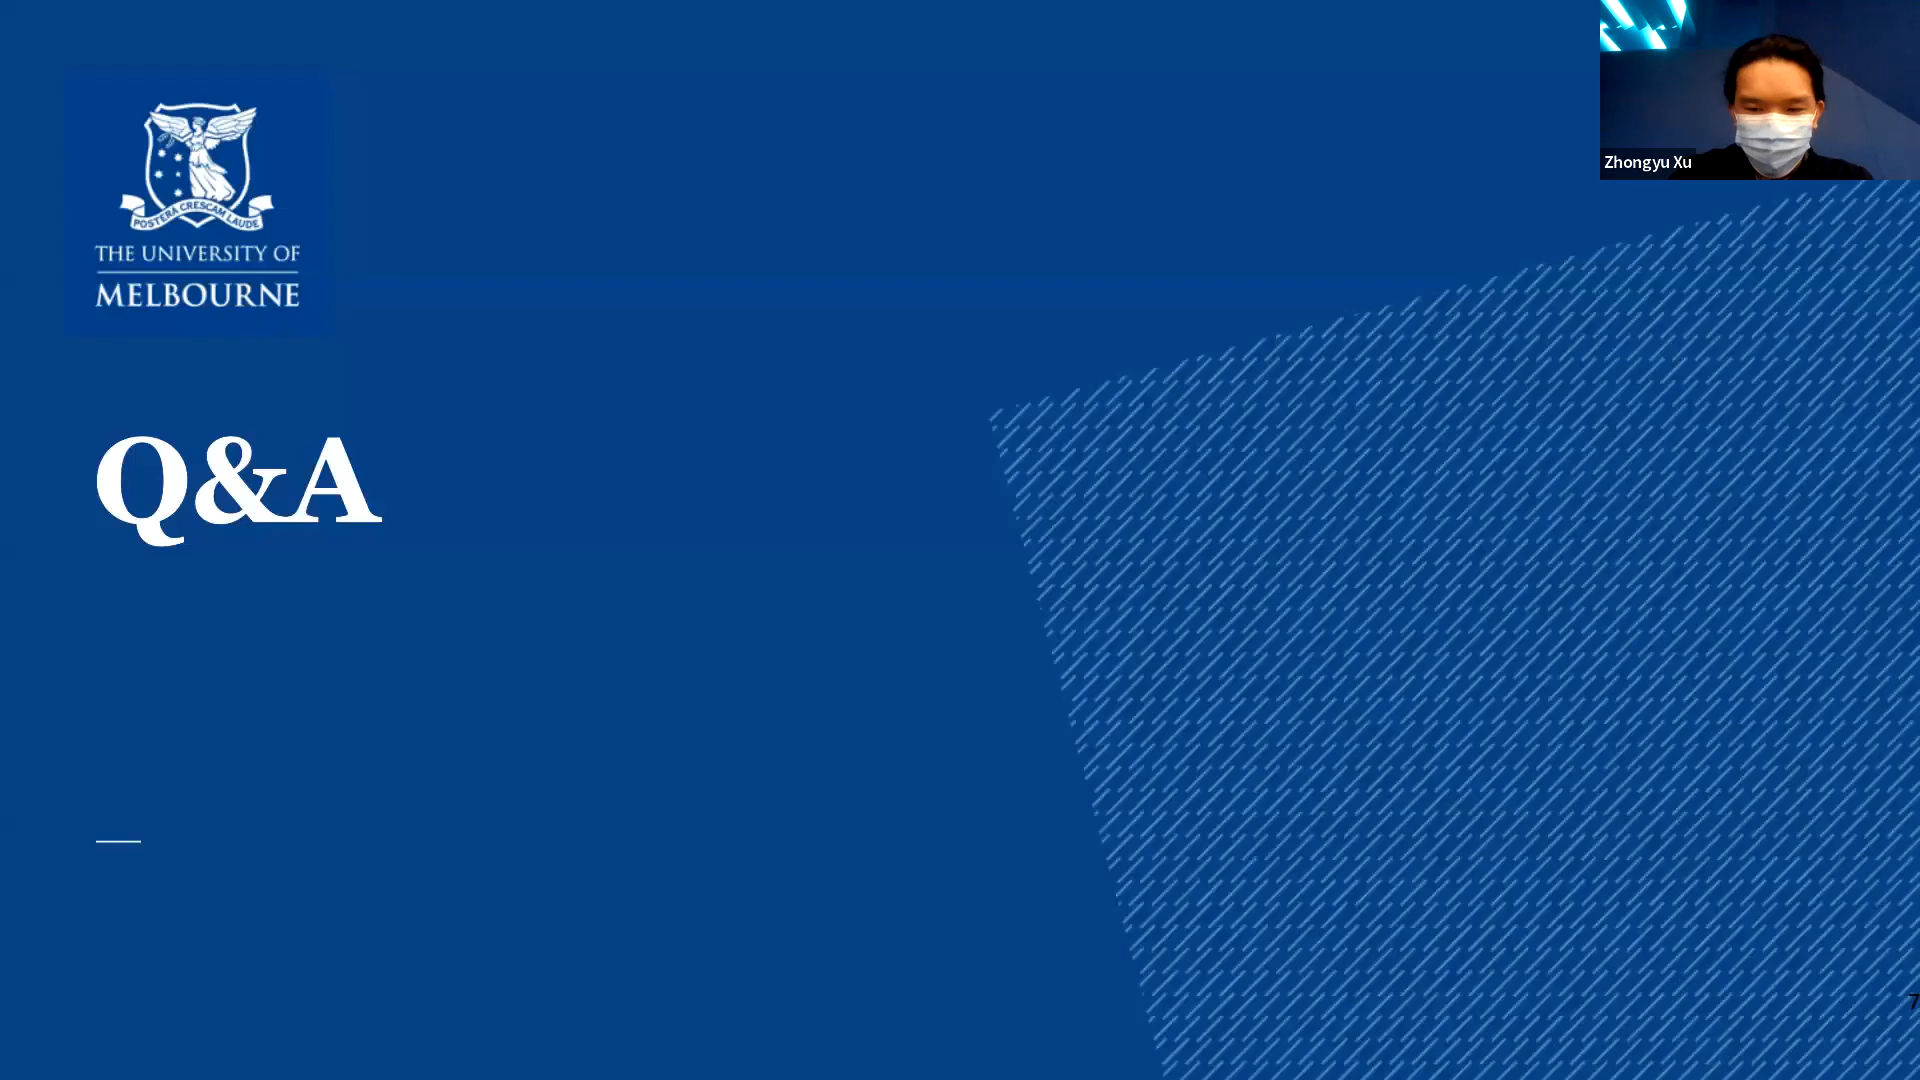 POSTERA CRESCAM LAUDE
THE UNIVERSITY OF
MELBOURNE
Zhongyu Xu
Q&A
7